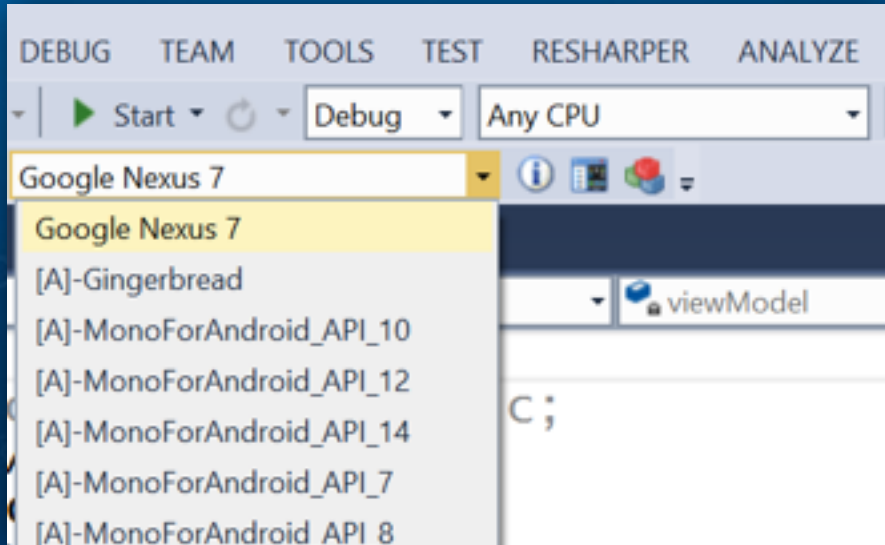 DEBUG TEAM TOOLS TEST RESHARPER ANALYZE
Start Debug Any CPU
Google Nexus 7
Google Nexus 7
[A]-Gingerbread
[A]-MonoForAndroid_API_10
viewModel
[A]-MonoForAndroid_API_12
[A]-MonoForAndroid_API_14
c;
[A]-MonoForAndroid_API_7
[A]-MonoForAndroid_API_8